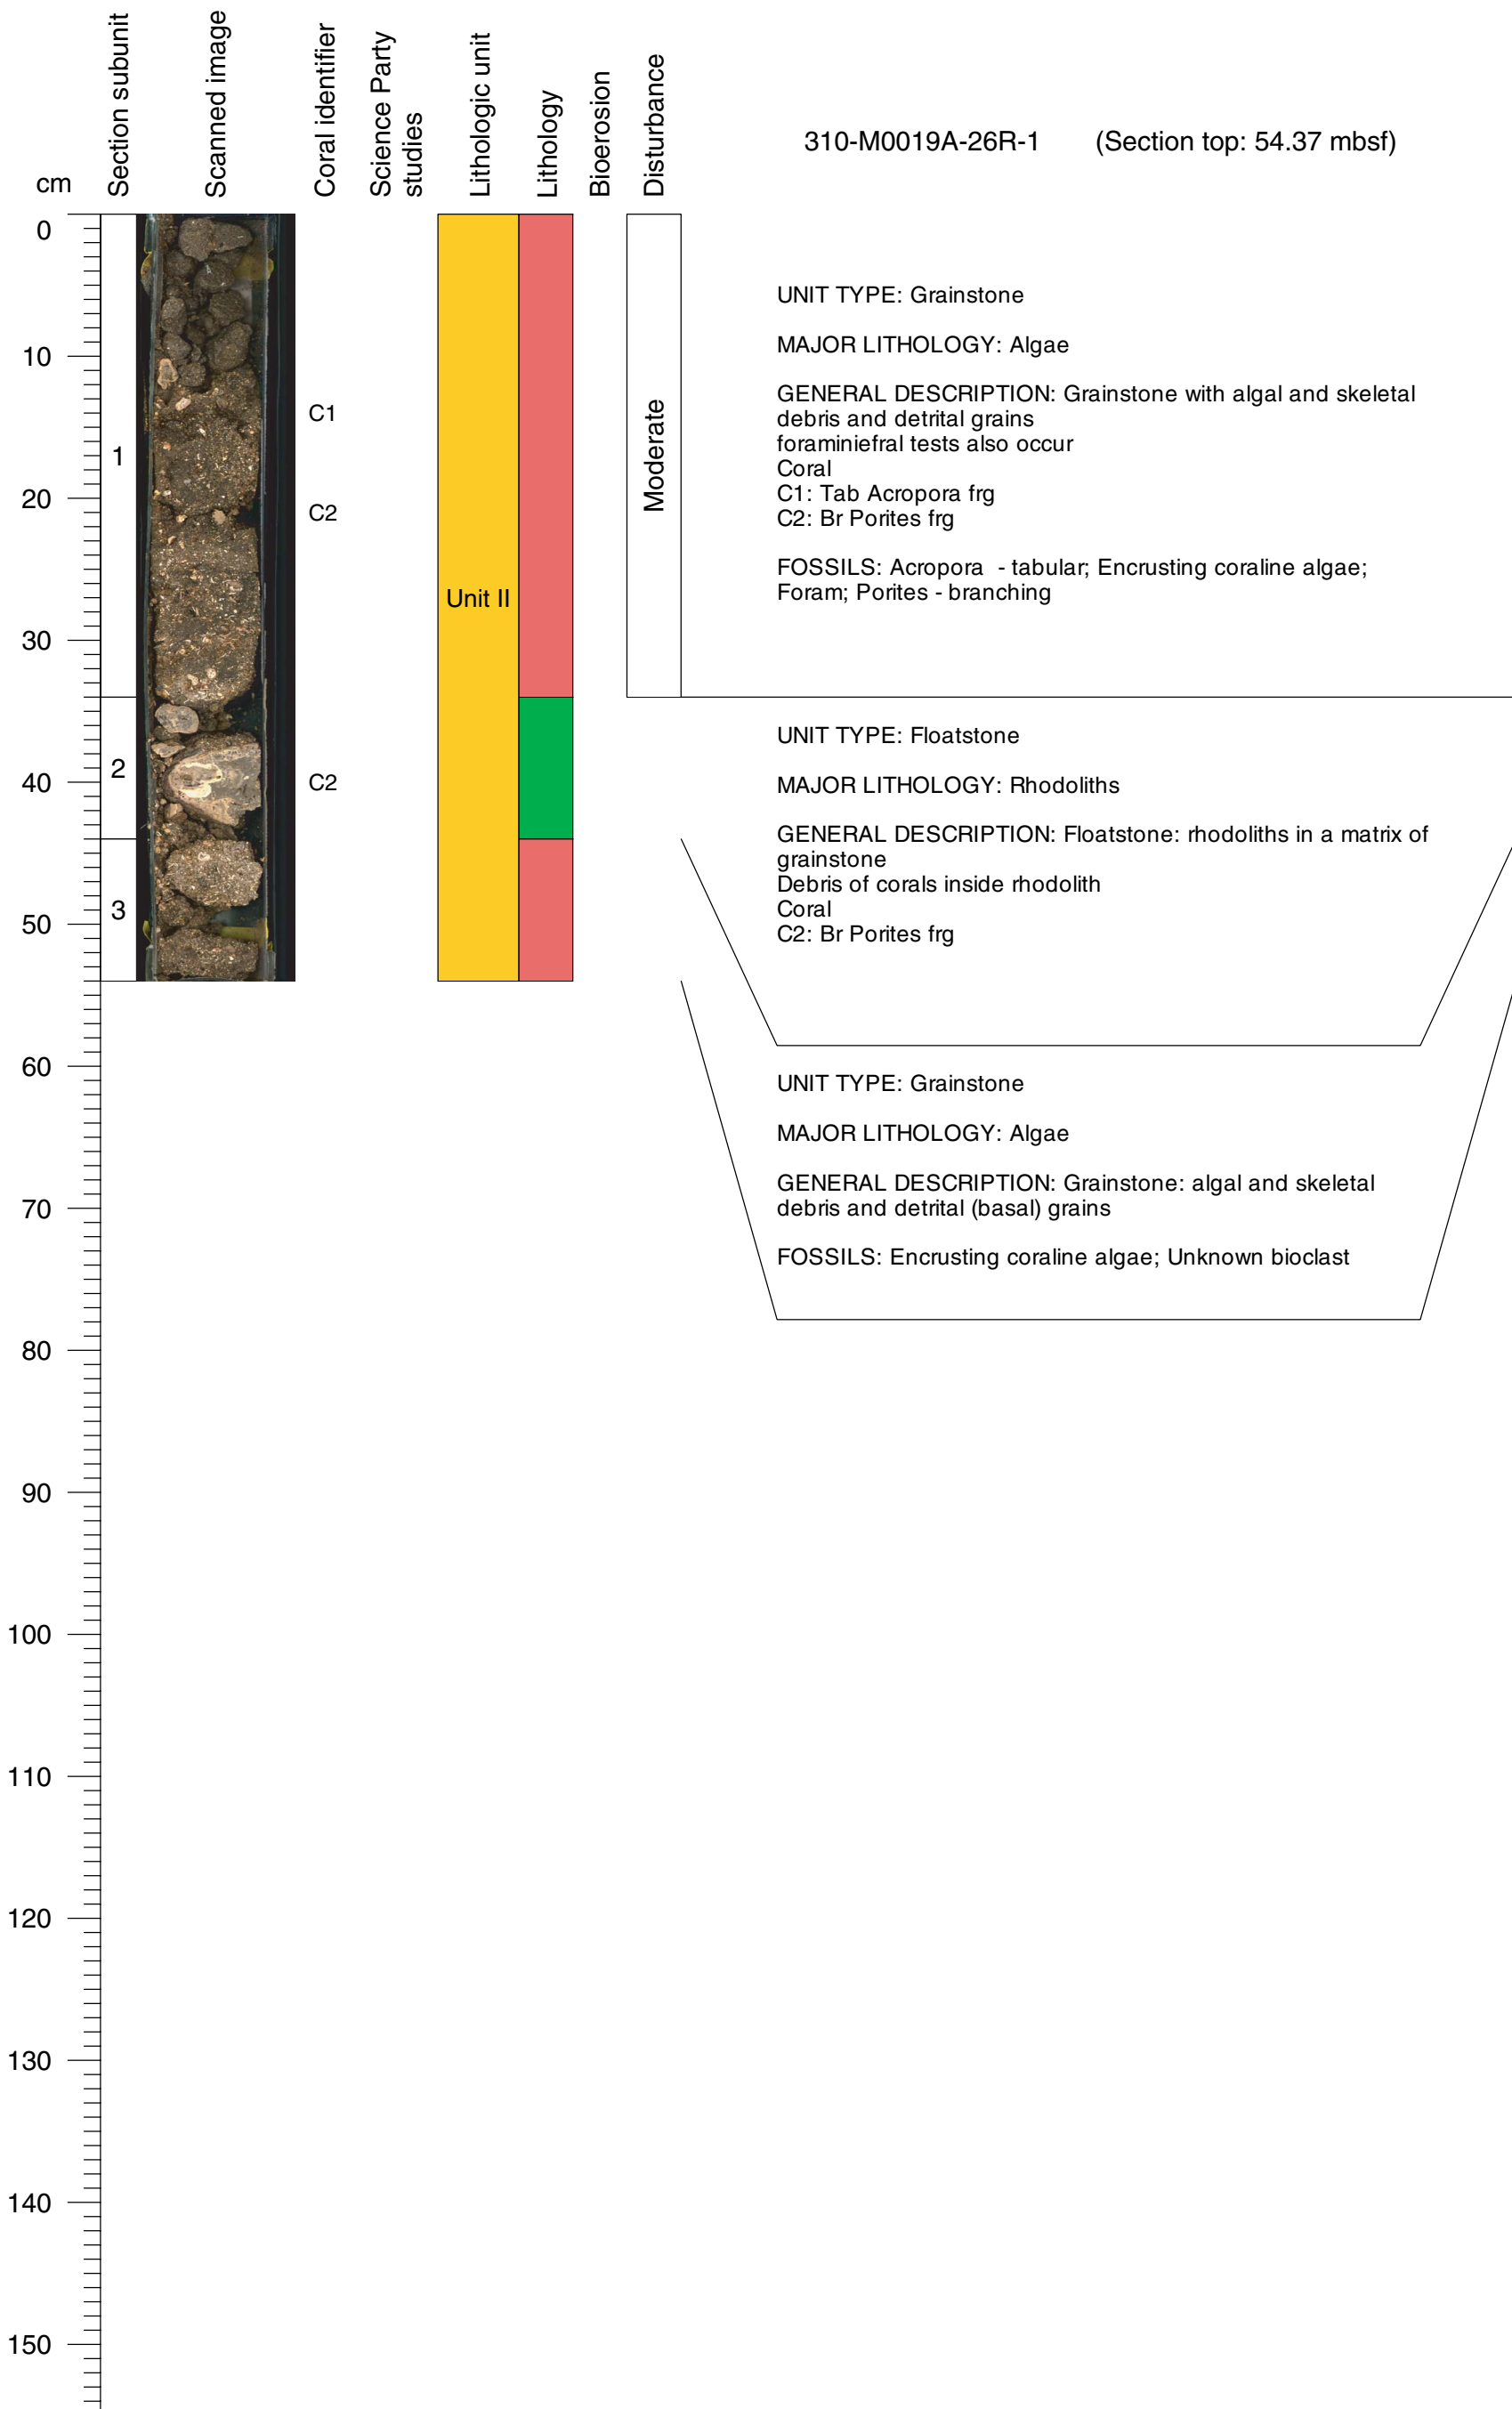 cm
Section subunit
Scanned image
Coral identifier
Science Party
studies
Lithologic unit
Lithology
Bioerosion
Disturbance
310-M0019A-26R-1 (Section top: 54.37 mbsf)
0
10
20
30
40
50
60
70
80
90
100
110
120
130
140
150
1
2
3
C1
C2
C2
Unit II
Moderate
UNIT TYPE: Grainstone
MAJOR LITHOLOGY: Algae
GENERAL DESCRIPTION: Grainstone with algal and skeletal
debris and detrital grains
foraminiefral tests also occur
Coral
C1: Tab Acropora frg
C2: Br Porites frg
FOSSILS: Acropora - tabular; Encrusting coraline algae;
Foram; Porites - branching
UNIT TYPE: Floatstone
MAJOR LITHOLOGY: Rhodoliths
GENERAL DESCRIPTION: Floatstone: rhodoliths in a matrix of
grainstone
Debris of corals inside rhodolith
Coral
C2: Br Porites frg
UNIT TYPE: Grainstone
MAJOR LITHOLOGY: Algae
GENERAL DESCRIPTION: Grainstone: algal and skeletal
debris and detrital (basal) grains
FOSSILS: Encrusting coraline algae; Unknown bioclast